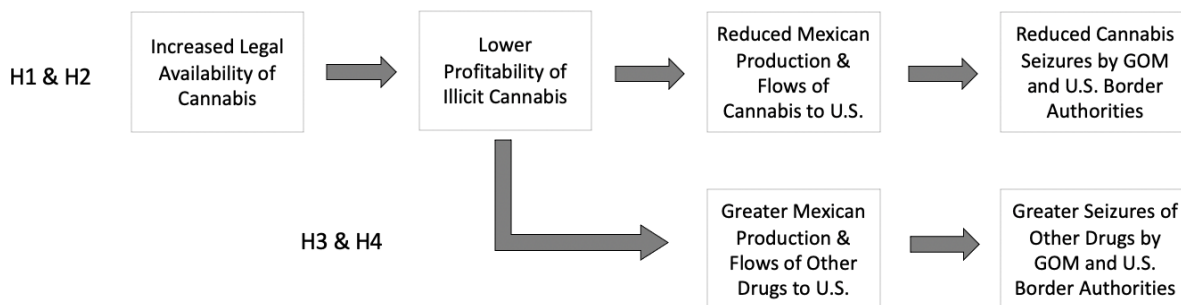 H1 & H2
Increased Legal
Availability of
Cannabis
Lower
Profitability of
Illicit Cannabis
Reduced Mexican
Production &
Flows of
Cannabis to U.S.
Reduced Cannabis
Seizures by GOM
and U.S. Border
Authorities
H3 & H4
Greater Mexican
Production &
Flows of Other
Drugs to U.S.
Greater Seizures of
Other Drugs by
GOM and U.S.
Border Authorities